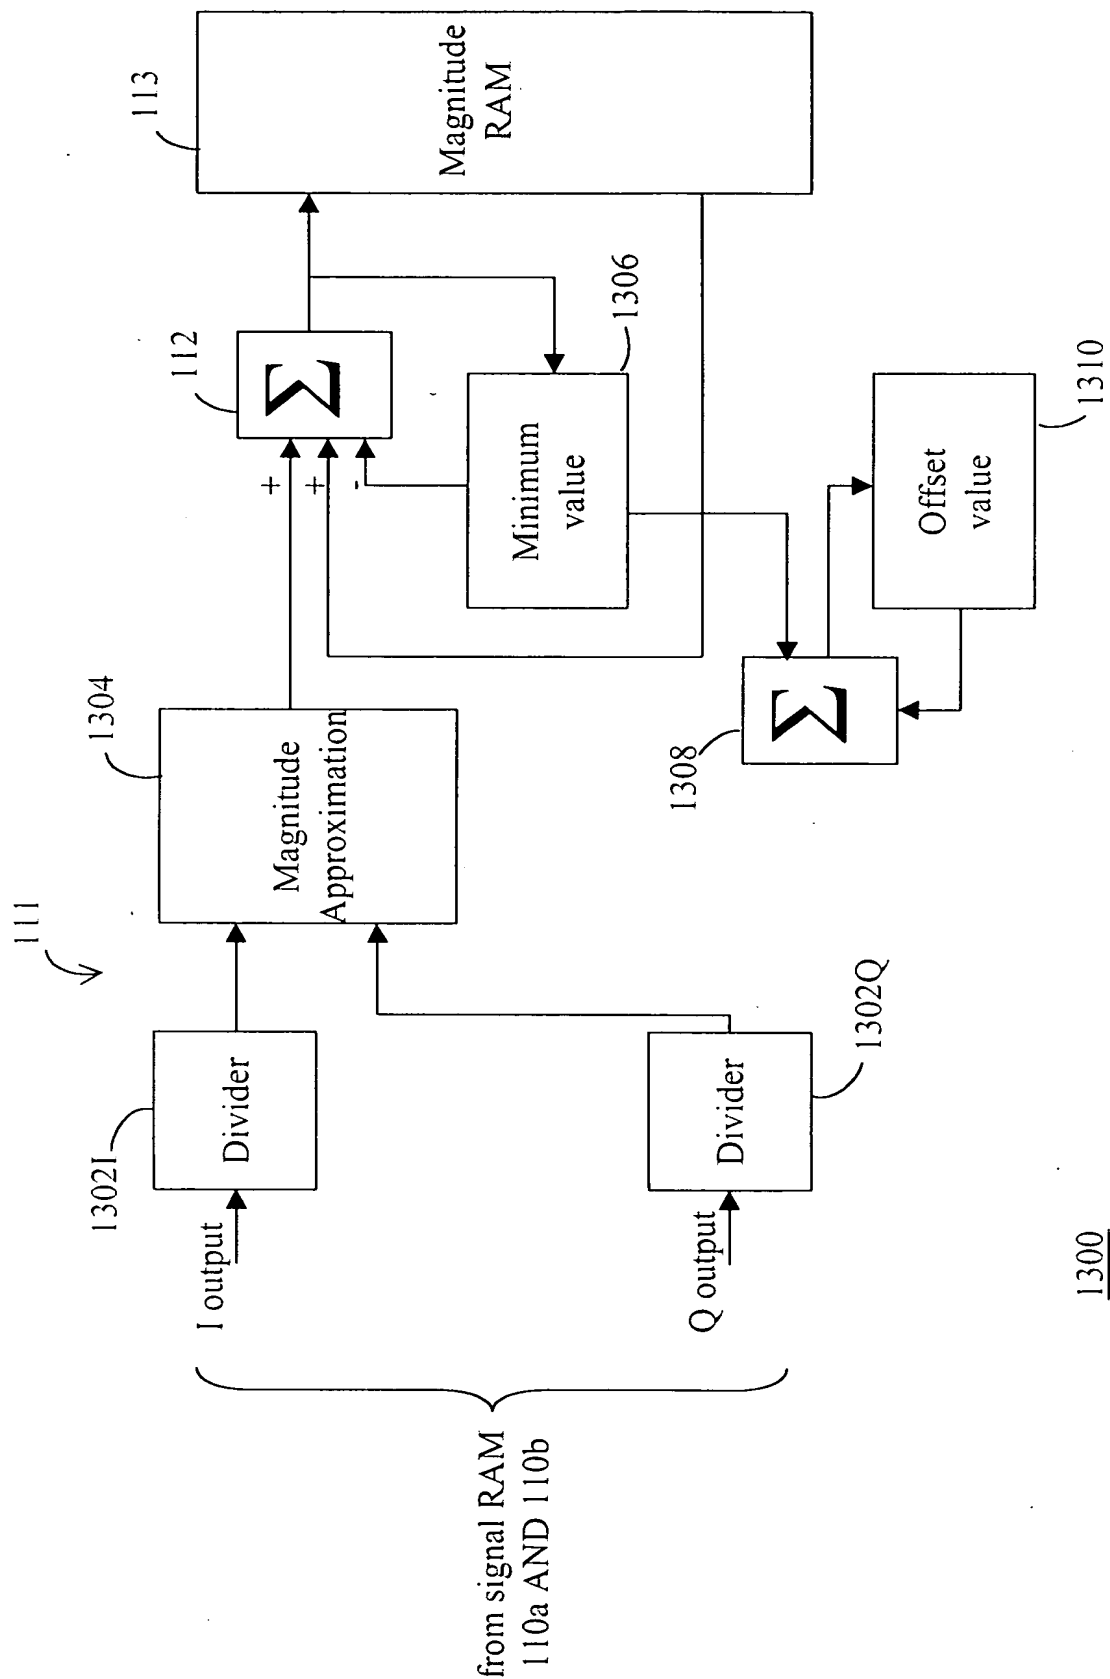 111
from signal RAM
110a AND 110b
I output
Q output
1302I
Divider
Divider
1302Q
1304
Magnitude
Approximation
+
+
-
112
Σ
Minimum
value
1306
113
Magnitude
RAM
1308
Σ
Offset
value
1310
1300